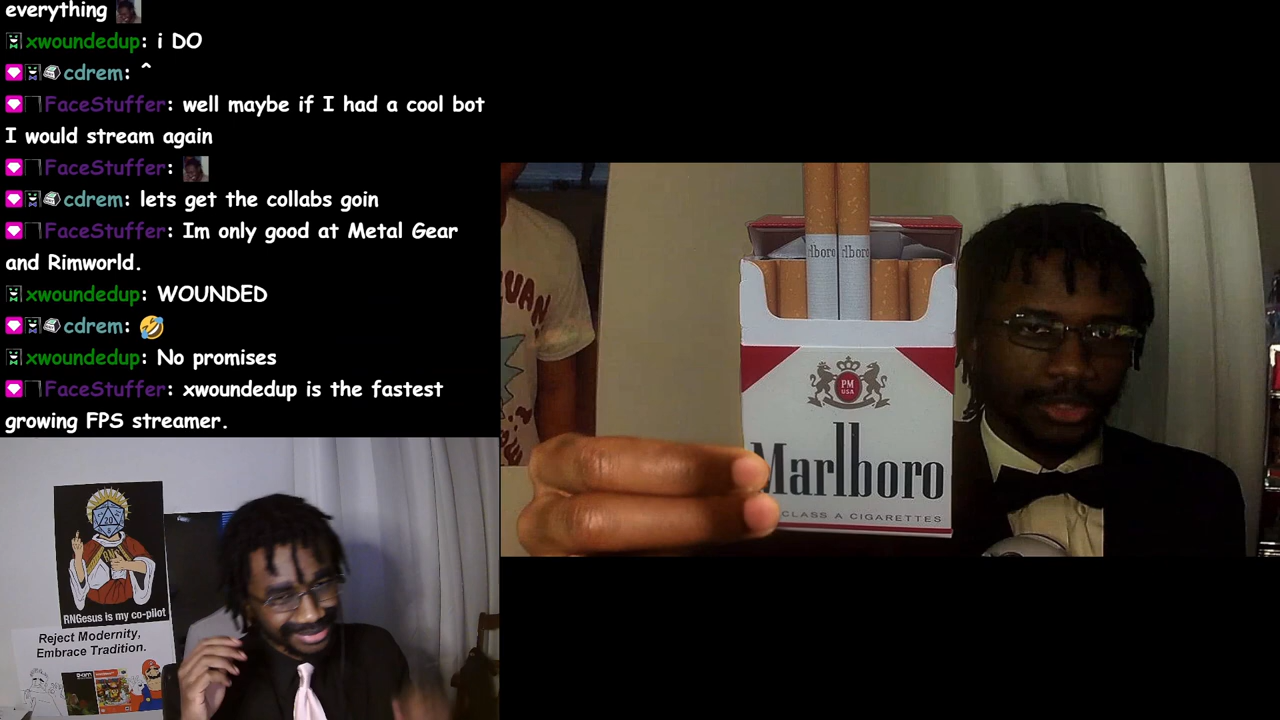 everything
xwoundedup: i DO
cdrem: ^
FaceStuffer: well maybe if I had a cool bot
I would stream again
FaceStuffer:
cdrem: lets get the collabs goin
FaceStuffer: Im only good at Metal Gear
and Rimworld.
xwoundedup: WOUNDED
cdrem: 🤣
xwoundedup: No promises
FaceStuffer: xwoundedup is the fastest
growing FPS streamer.
rlboro rlboro
PM
USA
Marlboro
CLASS A CIGARETTES
20
RNGesus is my co-pilot
Reject Modernity,
Embrace Tradition.